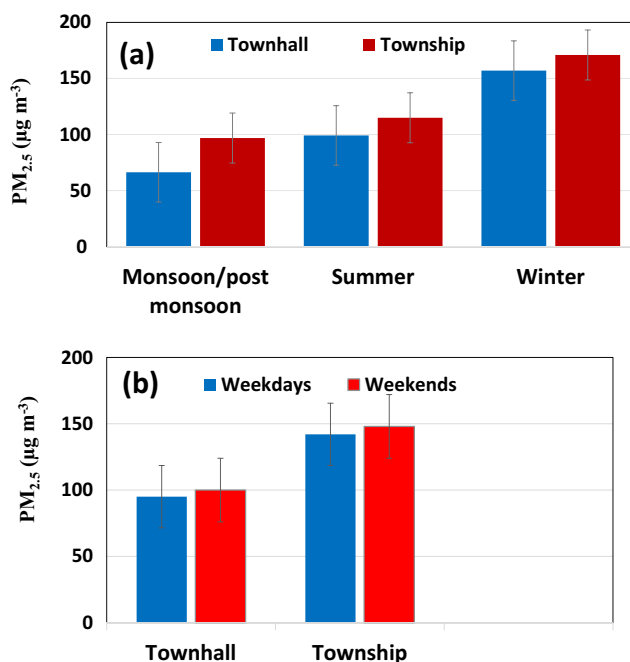 200
(a) Townhall Township
150
100
50
0
PM2.5 (µg m-3)
Monsoon/post monsoon Summer Winter
200
(b) Weekdays Weekends
150
100
50
0
PM2.5 (µg m-3)
Townhall Township